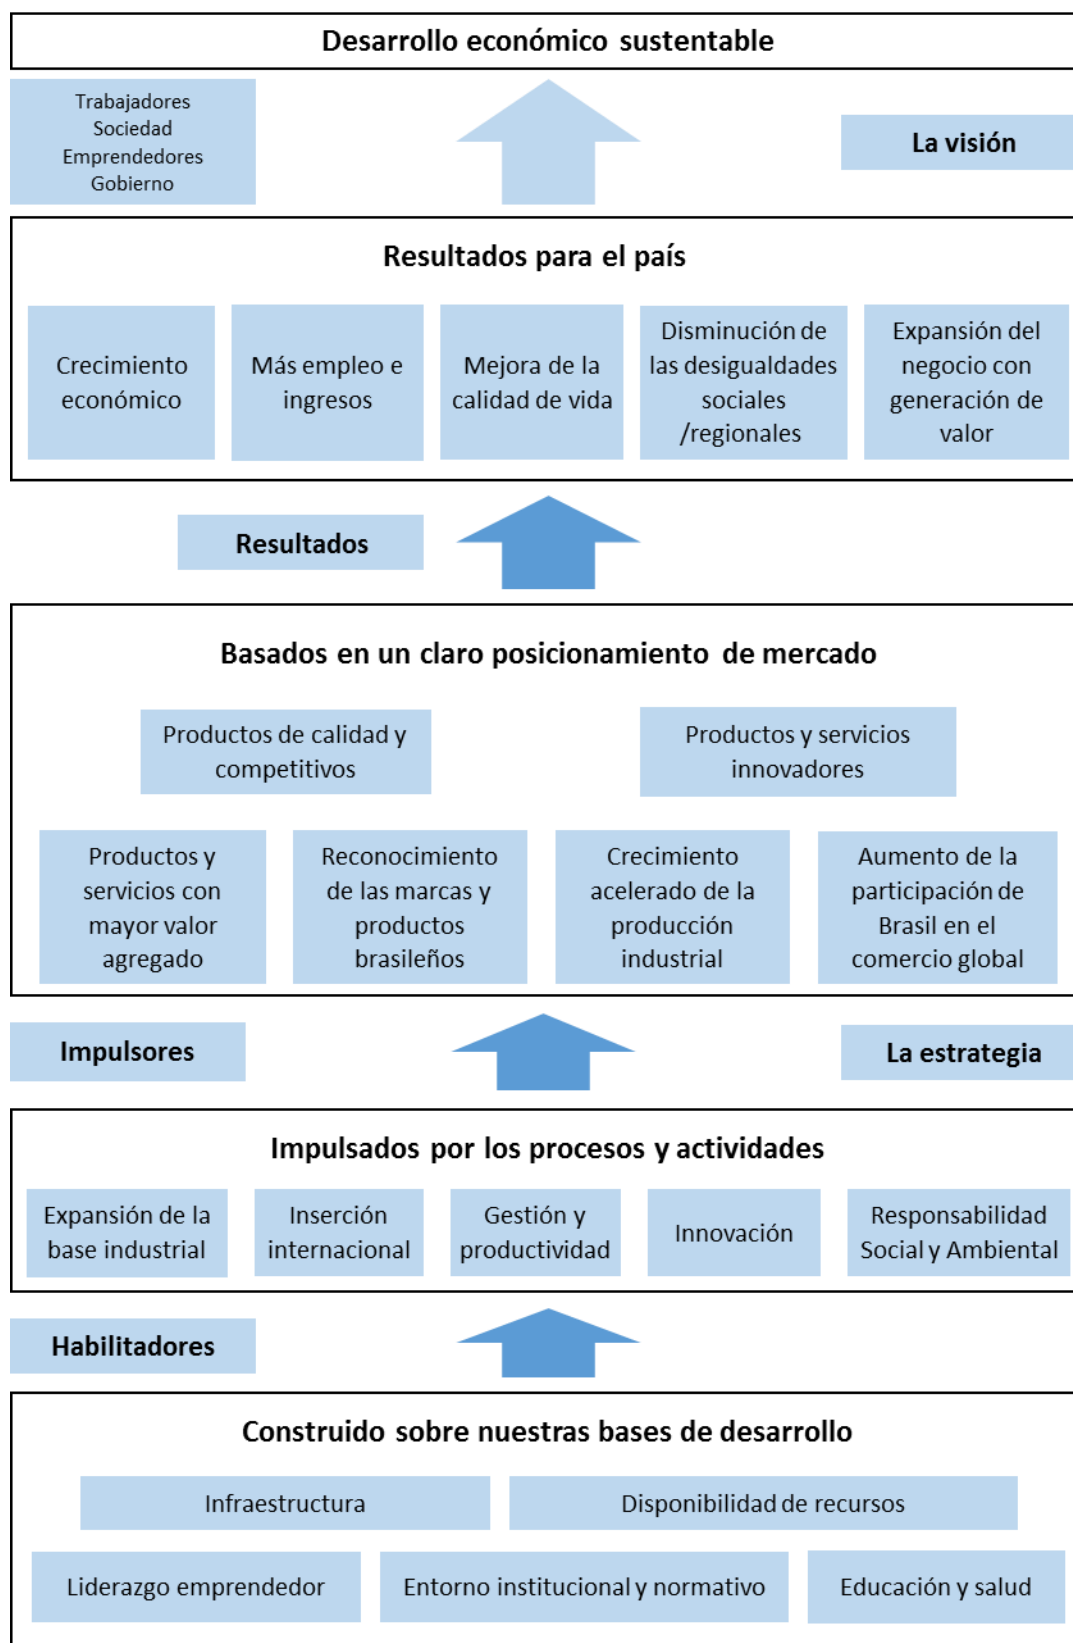 Desarrollo económico sustentable
Trabajadores
Sociedad
Emprendedores
Gobierno
La visión
Resultados para el país
Crecimiento
económico
Más empleo e
ingresos
Mejora de la
calidad de vida
Disminución de
las desigualdades
sociales
/regionales
Expansión del
negocio con
generación de
valor
Resultados
Basados en un claro posicionamiento de mercado
Productos de calidad y
competitivos
Productos y servicios
innovadores
Productos y
servicios con
mayor valor
agregado
Reconocimiento
de las marcas y
productos
brasileños
Crecimiento
acelerado de la
producción
industrial
Aumento de la
participación de
Brasil en el
comercio global
Impulsores
La estrategia
Impulsados por los procesos y actividades
Expansión de la
base industrial
Inserción
internacional
Gestión y
productividad
Innovación
Responsabilidad
Social y Ambiental
Habilitadores
Construido sobre nuestras bases de desarrollo
Infraestructura
Disponibilidad de recursos
Liderazgo emprendedor
Entorno institucional y normativo
Educación y salud